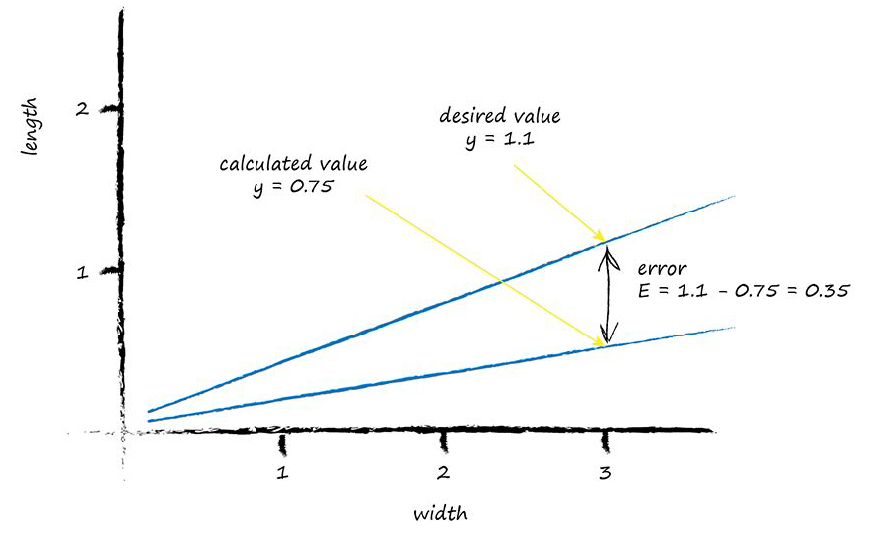 length
2
1
desired value
y = 1.1
calculated value
y = 0.75
error
E = 1.1 - 0.75 = 0.35
1
2
3
width